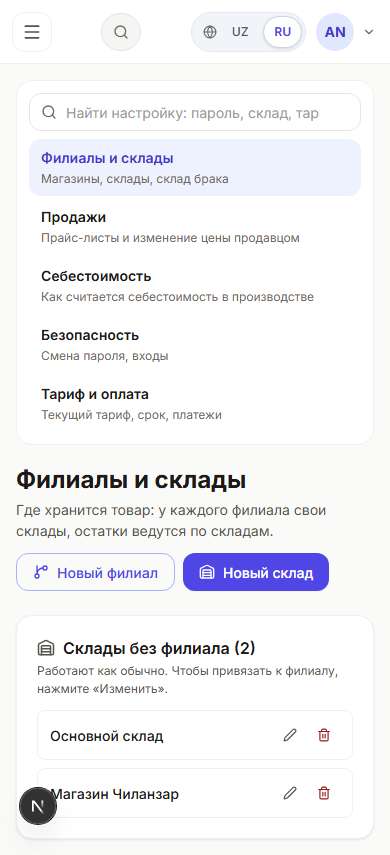 UZ
RU
AN
Найти настройку: пароль, склад, тар
Филиалы и склады
Магазины, склады, склад брака
Продажи
Прайс-листы и изменение цены продавцом
Себестоимость
Как считается себестоимость в производстве
Безопасность
Смена пароля, входы
Тариф и оплата
Текущий тариф, срок, платежи
Филиалы и склады
Где хранится товар: у каждого филиала свои
склады, остатки ведутся по складам.
Новый филиал
Новый склад
Склады без филиала (2)
Работают как обычно. Чтобы привязать к филиалу,
нажмите «Изменить».
Основной склад
Магазин Чиланзар
N